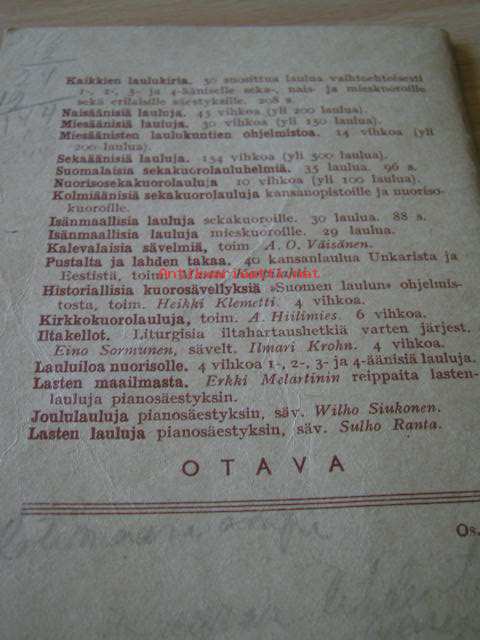 Kaikkien laulukirja. 50 suosittua laulua vaihtoehtoisesti
1-, 2-, 3- ja 4-ääniselle seka-, nais- ja mieskuoroille
sekä erilaisille säestyksille. 208 s.
Naisäänisiä lauluja. 45 vihkoa (yli 200 laulua).
Miesäänisiä lauluja. 30 vihkoa (yli 150 laulua).
Miesäänisten laulukuntien ohjelmistoa. 14 vihkoa (yli
200 laulua).
Sekaäänisiä lauluja. 134 vihkoa (yli 300 laulua).
Suomalaisia sekakuorolauluhelmiä. 35 laulua. 96 s.
Nuorisosekakuorolauluja 10 vihkoa (yli 100 laulua).
Kolmiäänisiä sekakuorolauluja kansanopistoille ja nuoriso-
kuoroille.
Isänmaallisia lauluja sekakuoroille. 30 laulua. 88 s.
Isänmaallisia lauluja mieskuoroille. 29 laulua.
Kalevalaisia sävelmiä, toim. A. O. Väisänen.
Pustalta ja lahden takaa. 40 kansanlaulua Unkarista ja
Eestistä, toim.
Historiallisia kuorosävellyksiä »Suomen laulun» ohjelmis-
tosta, toim. Heikki Klemetti. 4 vihkoa.
Kirkkokuorolauluja, toim. A. Hiilimies. 6 vihkoa.
Iltakellot. Liturgisia iltahartaushetkiä varten järjest.
Eino Sormunen, sävelt. Ilmari Krohn. 4 vihkoa.
Lauluiloa nuorisolle. 4 vihkoa 1-, 2-, 3- ja 4-äänisiä lauluja.
Lasten maailmasta. Erkki Melartinin reippaita lasten-
lauluja pianosäestyksin.
Joululauluja pianosäestyksin, säv. Wilho Siukonen.
Lasten lauluja pianosäestyksin, säv. Sulho Ranta.
OTAVA
Os.